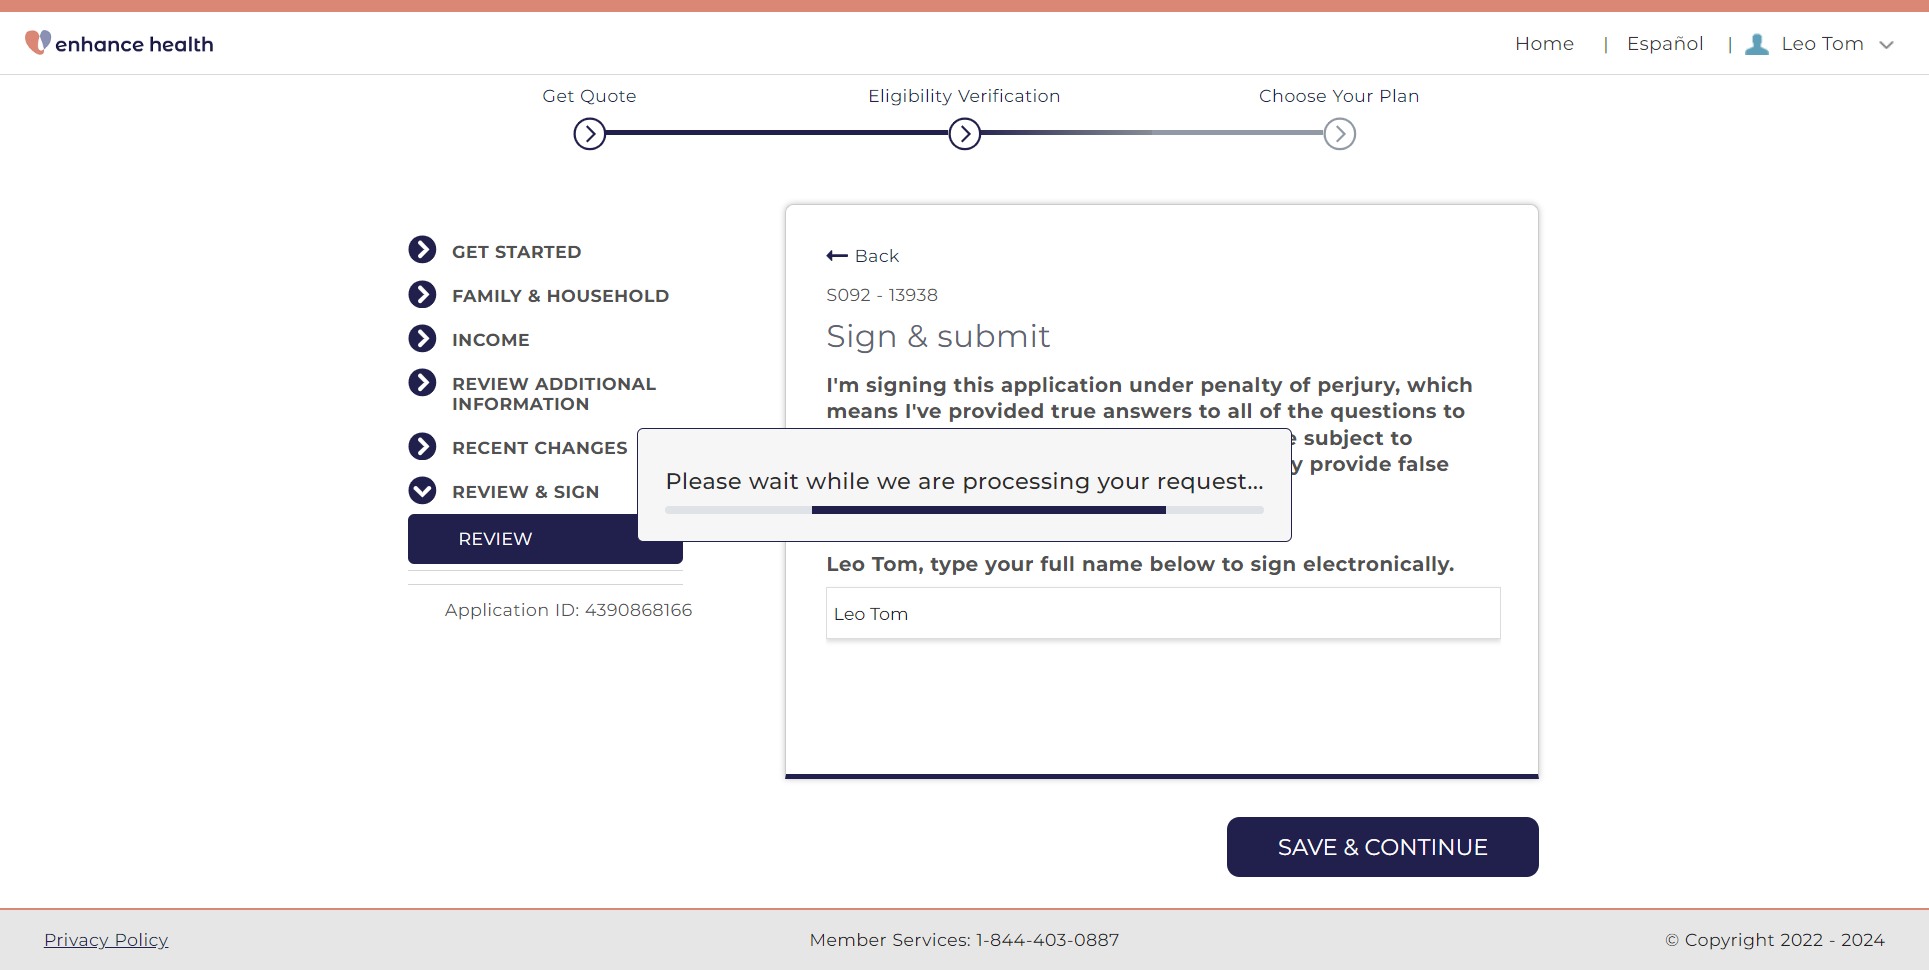 enhance health
Home | Español | Leo Tom
Get Quote
Eligibility Verification
Choose Your Plan
GET STARTED
FAMILY & HOUSEHOLD
INCOME
REVIEW ADDITIONAL
INFORMATION
RECENT CHANGES
REVIEW & SIGN
REVIEW
Application ID: 4390868166
Back
S092 - 13938
Sign & submit
I'm signing this application under penalty of perjury, which
means I've provided true answers to all of the questions to
subject to
provide false
Please wait while we are processing your request...
Leo Tom, type your full name below to sign electronically.
Leo Tom
SAVE & CONTINUE
Privacy Policy
Member Services: 1-844-403-0887
© Copyright 2022 - 2024